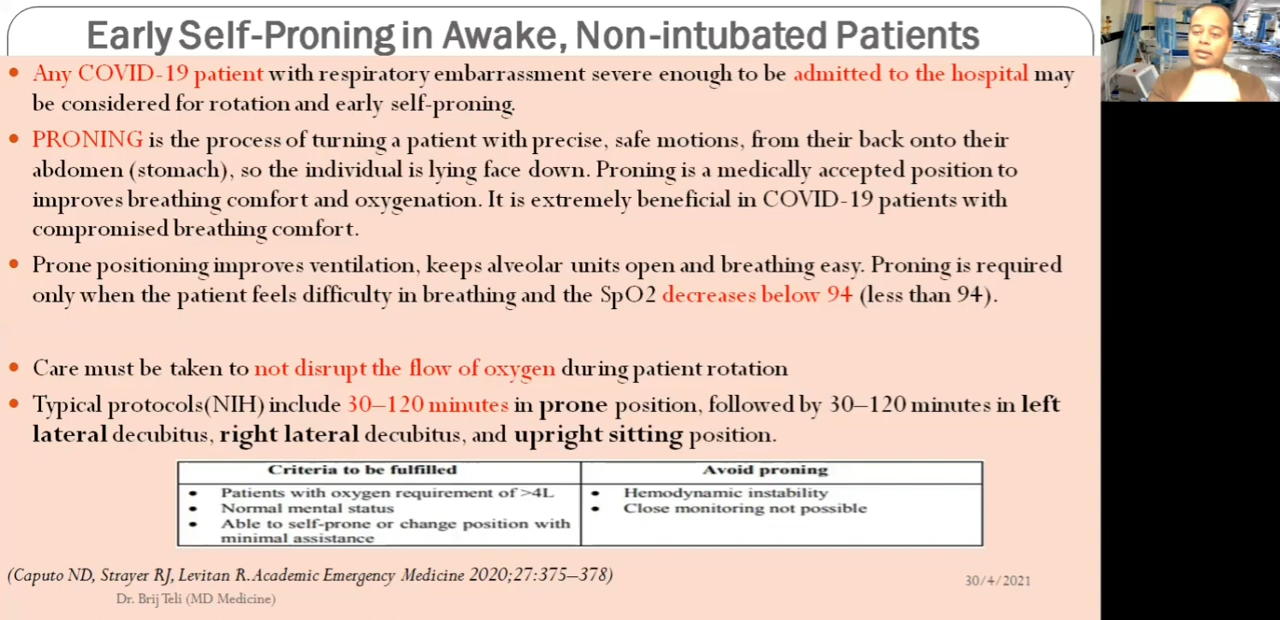 Early Self-Proning in Awake, Non-intubated Patients
• Any COVID-19 patient with respiratory embarrassment severe enough to be admitted to the hospital may
be considered for rotation and early self-proning.
• PRONING is the process of turning a patient with precise, safe motions, from their back onto their
abdomen (stomach), so the individual is lying face down. Proning is a medically accepted position to
improves breathing comfort and oxygenation. It is extremely beneficial in COVID-19 patients with
compromised breathing comfort.
• Prone positioning improves ventilation, keeps alveolar units open and breathing easy. Proning is required
only when the patient feels difficulty in breathing and the SpO2 decreases below 94 (less than 94).
• Care must be taken to not disrupt the flow of oxygen during patient rotation
• Typical protocols(NIH) include 30–120 minutes in prone position, followed by 30–120 minutes in left
lateral decubitus, right lateral decubitus, and upright sitting position.
Criteria to be fulfilled
• Patients with oxygen requirement of >4L
• Normal mental status
• Able to self-prone or change position with
minimal assistance
Avoid proning
• Hemodynamic instability
• Close monitoring not possible
(Caputo ND, Strayer RJ, Levitan R. Academic Emergency Medicine 2020;27:375–378)
30/4/2021
Dr. Brij Teli (MD Medicine)